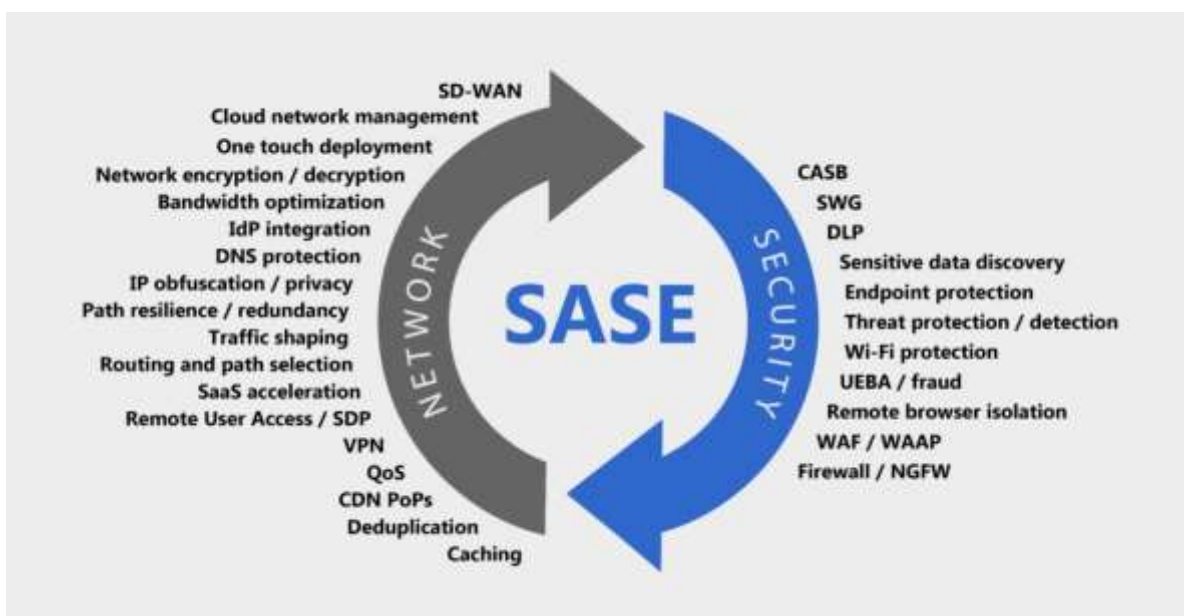 SD-WAN
Cloud network management
One touch deployment
Network encryption / decryption
Bandwidth optimization
IdP integration
DNS protection
IP obfuscation / privacy
Path resilience / redundancy
Traffic shaping
Routing and path selection
SaaS acceleration
Remote User Access / SDP
VPN
QoS
CDN PoPs
Deduplication
Caching
NETWORK
SASE
SECURITY
CASB
SWG
DLP
Sensitive data discovery
Endpoint protection
Threat protection / detection
Wi-Fi protection
UEBA / fraud
Remote browser isolation
WAF / WAAP
Firewall / NGFW